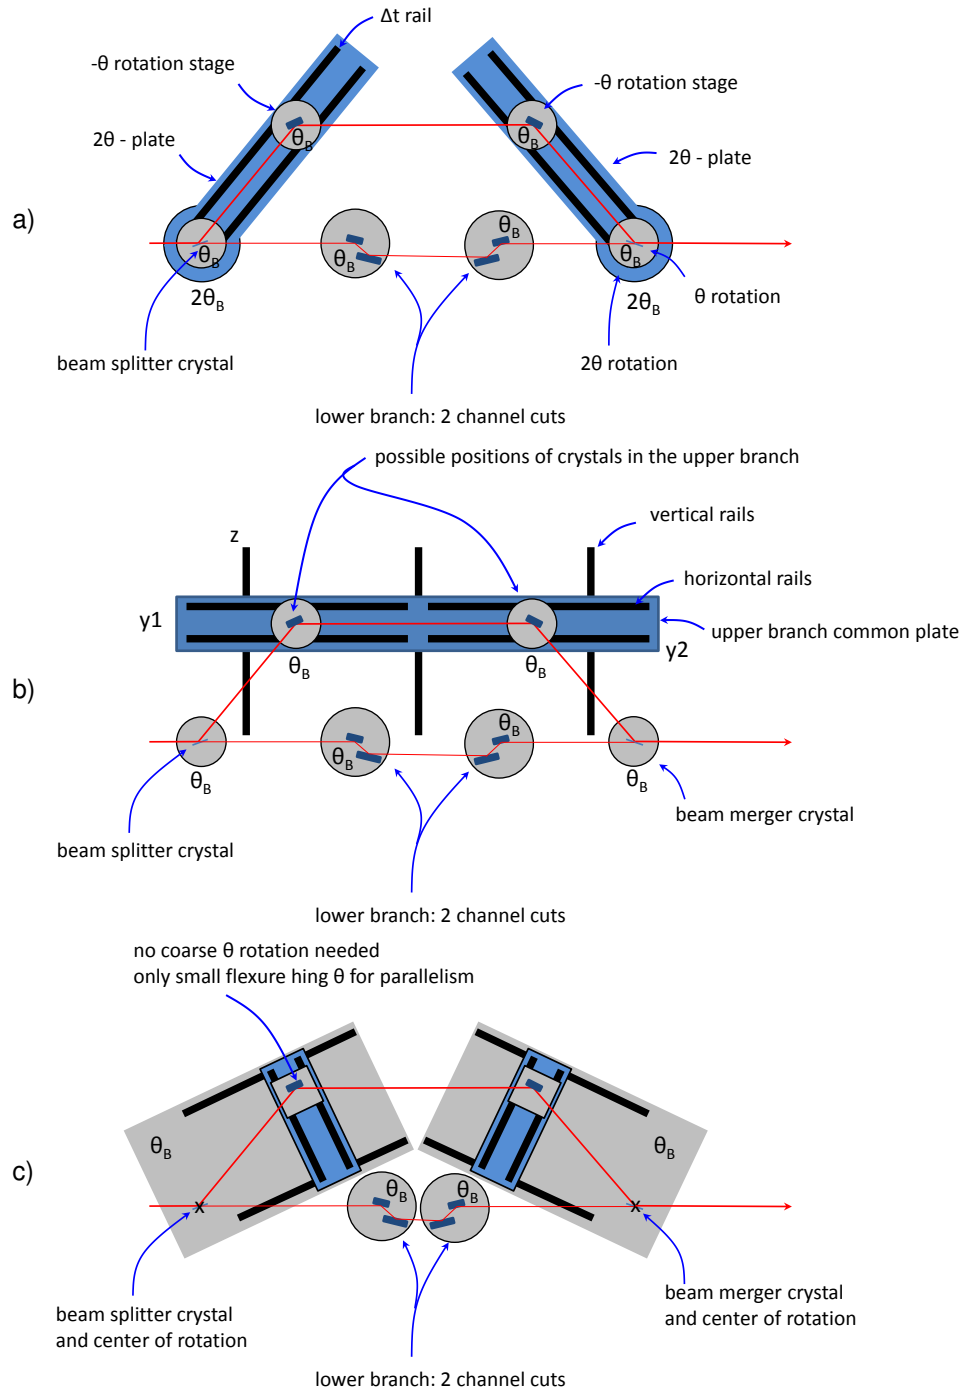 Δt rail
-θ rotation stage
-θ rotation stage
θB
θB
2θ - plate
2θ - plate
a)
θB
θB
θB
θB
θ rotation
2θB
2θB
beam splitter crystal
2θ rotation
lower branch: 2 channel cuts
possible positions of crystals in the upper branch
vertical rails
z
horizontal rails
y1
upper branch common plate
y2
θB
θB
b)
θB
θB
θB
θB
beam merger crystal
beam splitter crystal
lower branch: 2 channel cuts
no coarse θ rotation needed
only small flexure hing θ for parallelism
θB
θB
c)
θB
θB
x
x
beam splitter crystal
and center of rotation
beam merger crystal
and center of rotation
lower branch: 2 channel cuts